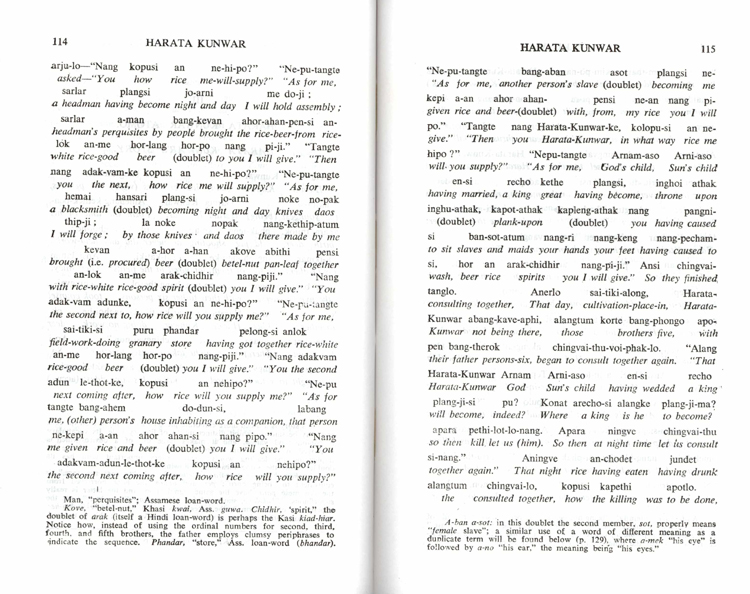 114 HARATA KUNWAR
arju-lo—"Nang kopusi an ne-hi-po?" "Ne-pu-tangte
asked—"You how rice me-will-supply?" "As for me,
sarlar plangsi jo-arni me do-ji ;
a headman having become night and day I will hold assembly ;
sarlar a-man bang-kevan ahor-ahan-pen-si an-
headman's perquisites by people brought the rice-beer-from rice-
lok an-me hor-lang hor-po nang pi-ji." "Tangte
white rice-good beer (doublet) to you I will give." "Then
nang adak-vam-ke kopusi an ne-hi-po?" "Ne-pu-tangte
you the next, how rice me will supply?" "As for me,
hemai hansari plang-si jo-arni noke no-pak
a blacksmith (doublet) becoming night and day knives daos
thip-ji ; la noke nopak nang-kethip-atum
I will forge ; by those knives and daos there made by me
kevan a-hor a-han akove abithi pensi
brought (i.e. procured) beer (doublet) betel-nut pan-leaf together
an-lok an-me arak-chidhir nang-piji." "Nang
with rice-white rice-good spirit (doublet) you I will give." "You
adak-vam adunke, kopusi an ne-hi-po?" "Ne-pu-tangte
the second next to, how rice will you supply me?" "As for me,
sai-tiki-si puru phandar pelong-si anlok
field-work-doing granary store having got together rice-white
an-me hor-lang hor-po nang-piji." "Nang adakvam
rice-good beer (doublet) you I will give." "You the second
adun le-thot-ke, kopusi an nehipo?" "Ne-pu
next coming after, how rice will you supply me?" "As for
tangte bang-ahem do-dun-si, labang
me, (other) person's house inhabiting as a companion, that person
ne-kepi a-an ahor ahan-si nang pipo." "Nang
me given rice and beer (doublet) you I will give." "You
adakvam-adun-le-thot-ke kopusi an nehipo?"
the second next coming after, how rice will you supply?"
Man, "perquisites"; Assamese loan-word.
Kove, "betel-nut," Khasi kwai, Ass. guwa. Chidhir, 'spirit," the
doublet of arak (itself a Hindi loan-word) is perhaps the Kasi kiad-hiar.
Notice how, instead of using the ordinal numbers for second, third,
fourth, and fifth brothers, the father employs clumsy periphrases to
indicate the sequence. Phandar, "store," Ass. loan-word (bhandar).
HARATA KUNWAR 115
"Ne-pu-tangte bang-aban asot plangsi ne-
"As for me, another person's slave (doublet) becoming me
kepi a-an ahor ahan- pensi ne-an nang pi-
given rice and beer-(doublet) with, from, my rice you I will
po." "Tangte nang Harata-Kunwar-ke, kolopu-si an ne-
give." "Then you Harata-Kunwar, in what way rice me
hipo ?" "Nepu-tangte Arnam-aso Arni-aso
will you supply?" "As for me, God's child, Sun's child
en-si recho kethe plangsi, inghoi athak
having married, a king great having become, throne upon
inghu-athak, kapot-athak kapleng-athak nang pangni-
(doublet) plank-upon (doublet) you having caused
si ban-sot-atum nang-ri nang-keng nang-pecham-
to sit slaves and maids your hands your feet having caused to
si, hor an arak-chidhir nang-pi-ji." Ansi chingvai-
wash, beer rice spirits you I will give." So they finished
tanglo. Anerlo sai-tiki-along, Harata-
consulting together, That day, cultivation-place-in, Harata-
Kunwar abang-kave-aphi, alangtum korte bang-phongo apo-
Kunwar not being there, those brothers five, with
pen bang-therok chingvai-thu-voi-phak-lo. "Alang
their father persons-six, began to consult together again. "That
Harata-Kunwar Arnam Arni-aso en-si recho
Harata-Kunwar God Sun's child having wedded a king
plang-ji-si pu? Konat arecho-si alangke plang-ji-ma?
will become, indeed? Where a king is he to become?
apara pethi-lot-lo-nang. Apara ningve chingvai-thu
so then kill let us (him). So then at night time let us consult
si-nang." Aningve an-chodet jundet
together again." That night rice having eaten having drunk
alangtum chingvai-lo, kopusi kapethi apotlo.
the consulted together, how the killing was to be done,
A-ban a-sot: in this doublet the second member, sot, properly means
"female slave"; a similar use of a word of different meaning as a
duplicate term will be found below (p. 129), where a-mek "his eye" is
followed by a-no "his ear," the meaning being "his eyes."